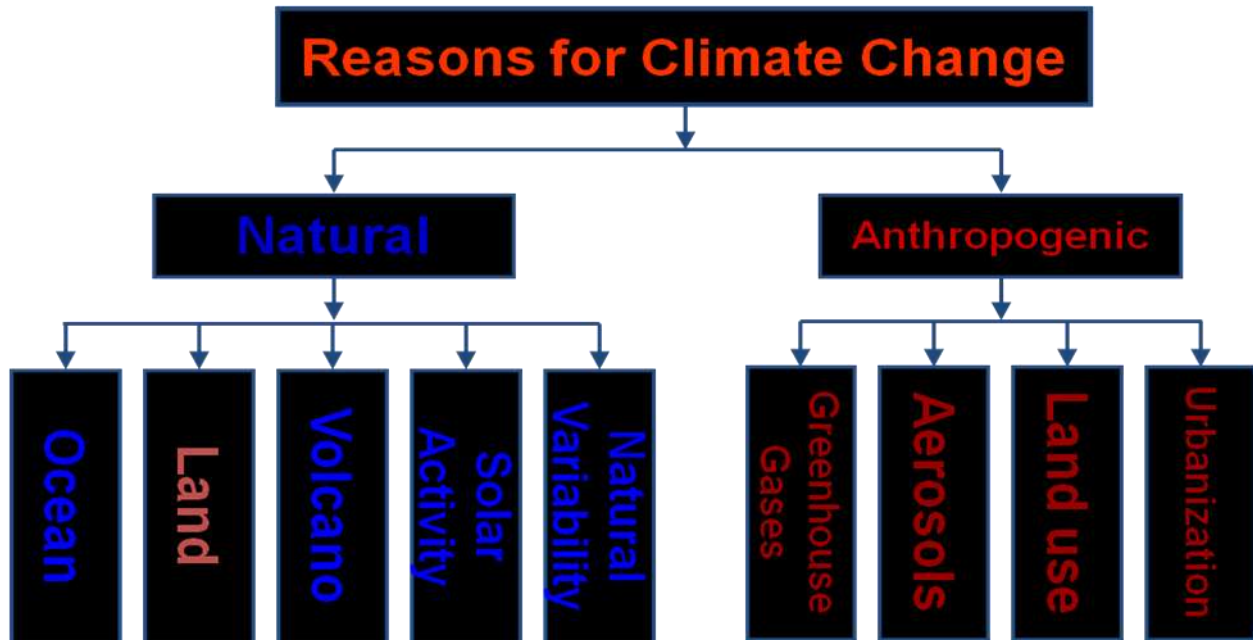 Reasons for Climate Change
Natural
Anthropogenic
Ocean
Land
Volcano
Solar
Activity
Natural
Variability
Greenhouse
Gases
Aerosols
Land use
Urbanization